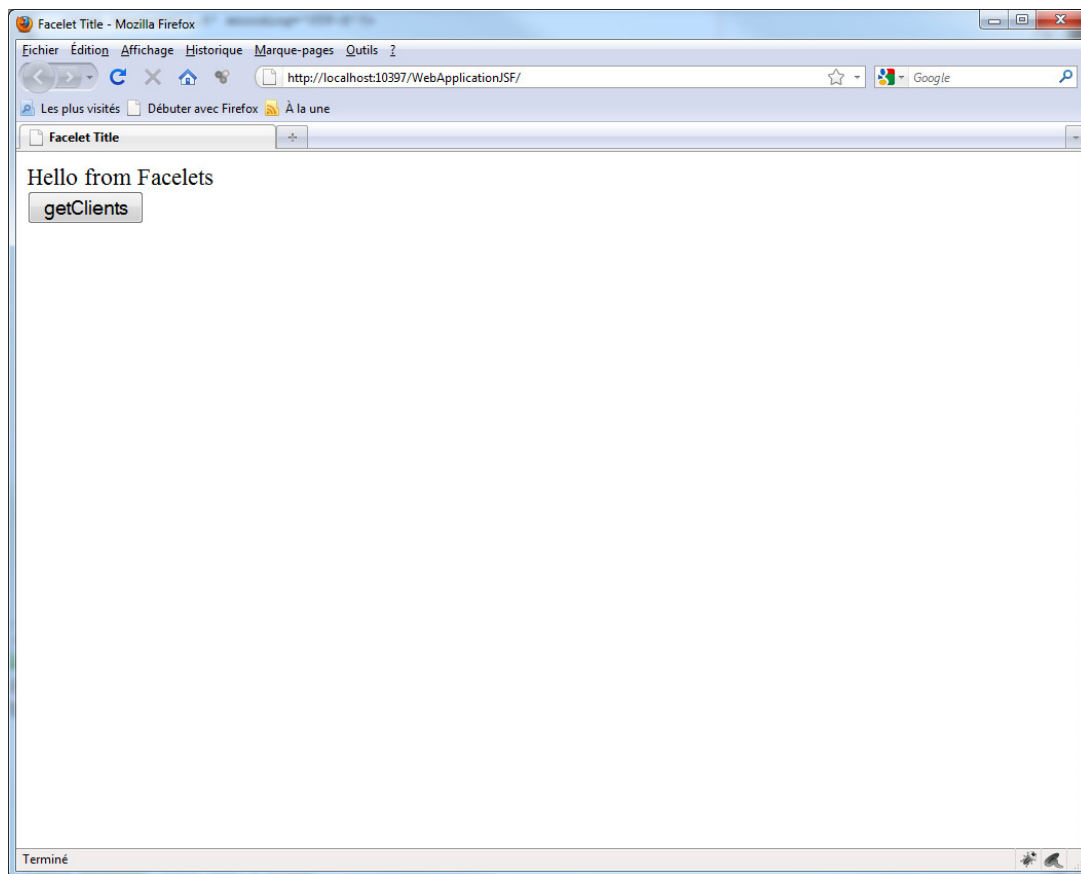 Facelet Title - Mozilla Firefox
Fichier Édition Affichage Historique Marque-pages Outils ?
http://localhost:10397/WebApplicationJSF/ Google
Les plus visités Débuter avec Firefox À la une
Facelet Title
Hello from Facelets
getClients
Terminé